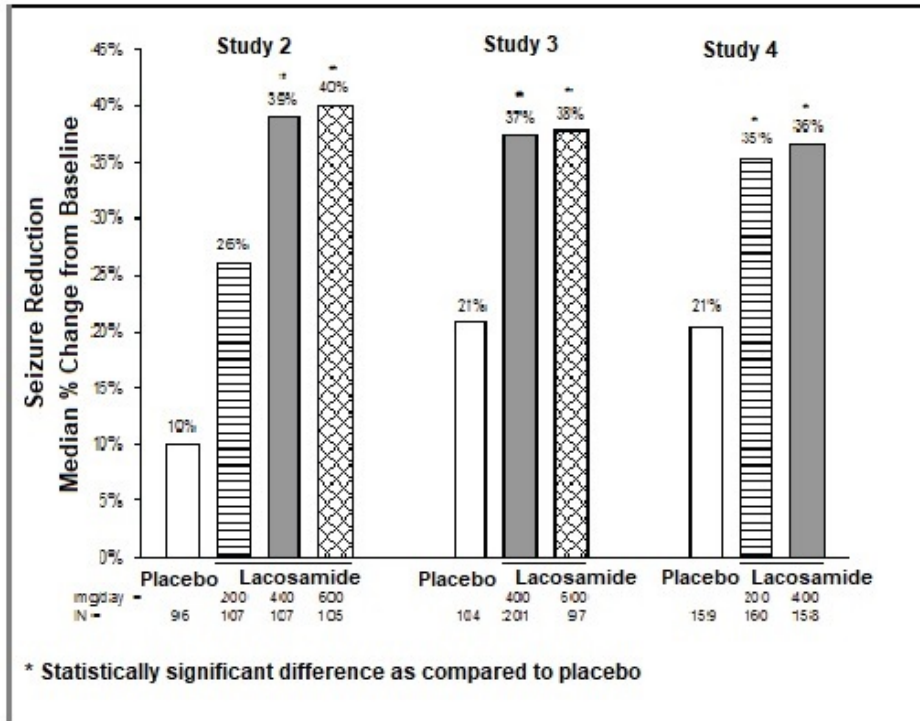 Study 2
Study 3
Study 4
Seizure Reduction
Median % Change from Baseline
45%
40%
35%
30%
25%
20%
15%
10%
5%
0%
10%
26%
*
39%
*
40%
21%
*
37%
*
38%
21%
*
35%
*
36%
Placebo Lacosamide Placebo Lacosamide Placebo Lacosamide
mg/day = 200 400 600 400 600 200 400
N = 96 107 107 105 104 201 97 159 160 158
* Statistically significant difference as compared to placebo